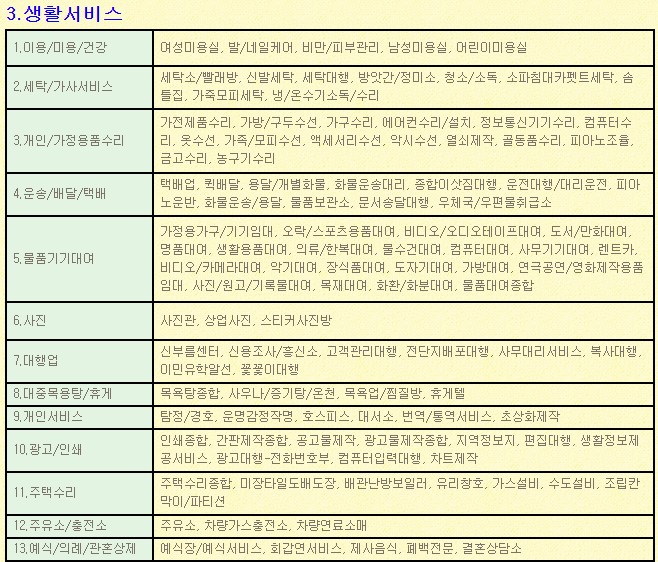 3.생활서비스
1.이용/미용/건강
여성미용실, 발/네일케어, 비만/피부관리, 남성미용실, 어린이미용실
2.세탁/가사서비스
세탁소/빨래방, 신발세탁, 세탁대행, 방앗간/정미소, 청소/소독, 소파침대카펫트세탁, 솜
틀집, 가죽모피세탁, 냉/온수기소독/수리
3.개인/가정용품수리
가전제품수리, 가방/구두수선, 가구수리, 에어컨수리/설치, 정보통신기기수리, 컴퓨터수
리, 옷수선, 가죽/모피수선, 액세서리수선, 악시수선, 열쇠제작, 골동품수리, 피아노조율,
금고수리, 농구기수리
4.운송/배달/택배
택배업, 퀵배달, 용달/개별화물, 화물운송대리, 종합이삿짐대행, 운전대행/대리운전, 피아
노운반, 화물운송/용달, 물품보관소, 문서송달대행, 우체국/우편물취급소
5.물품기기대여
가정용가구/기기임대, 오락/스포츠용품대여, 비디오/오디오테이프대여, 도서/만화대여,
명품대여, 생활용품대여, 의류/한복대여, 물수건대여, 컴퓨터대여, 사무기기대여, 렌트카,
비디오/카메라대여, 악기대여, 장식품대여, 도자기대여, 가방대여, 연극공연/영화제작용품
임대, 사진/원고/기록물대여, 목재대여, 화환/화분대여, 물품대여종합
6.사진
사진관, 상업사진, 스티커사진방
7.대행업
신부름센터, 신용조사/흥신소, 고객관리대행, 전단지배포대행, 사무대리서비스, 복사대행,
이민유학알선, 꽃꽃이대행
8.대중목용탕/휴게
목욕탕종합, 사우나/증기탕/온천, 목욕업/찜질방, 휴게텔
9.개인서비스
탐정/경호, 운명감정작명, 호스피스, 대서소, 번역/통역서비스, 초상화제작
10.광고/인쇄
인쇄종합, 간판제작종합, 공고물제작, 광고물제작종합, 지역정보지, 편집대행, 생활정보제
공서비스, 광고대행-전화번호부, 컴퓨터입력대행, 차트제작
11.주택수리
주택수리종합, 미장타일도배도장, 배관난방보일러, 유리창호, 가스설비, 수도설비, 조립칸
막이/파티션
12.주유소/충전소
주유소, 차량가스충전소, 차량연료소매
13.예식/의례/관혼상제
예식장/예식서비스, 회갑연서비스, 제사음식, 폐백전문, 결혼상담소